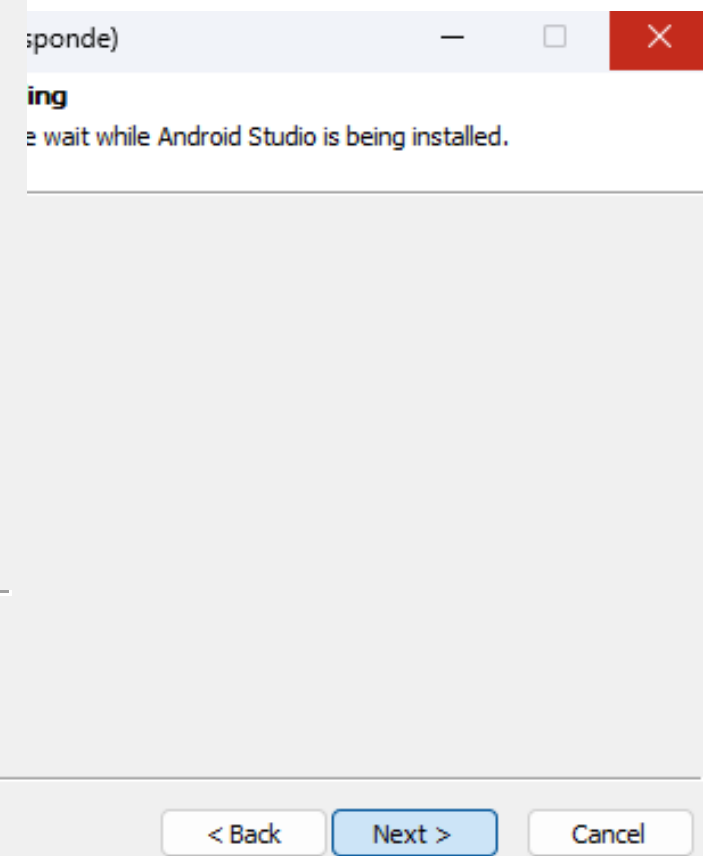 sponde)
ing
e wait while Android Studio is being installed.
< Back Next > Cancel